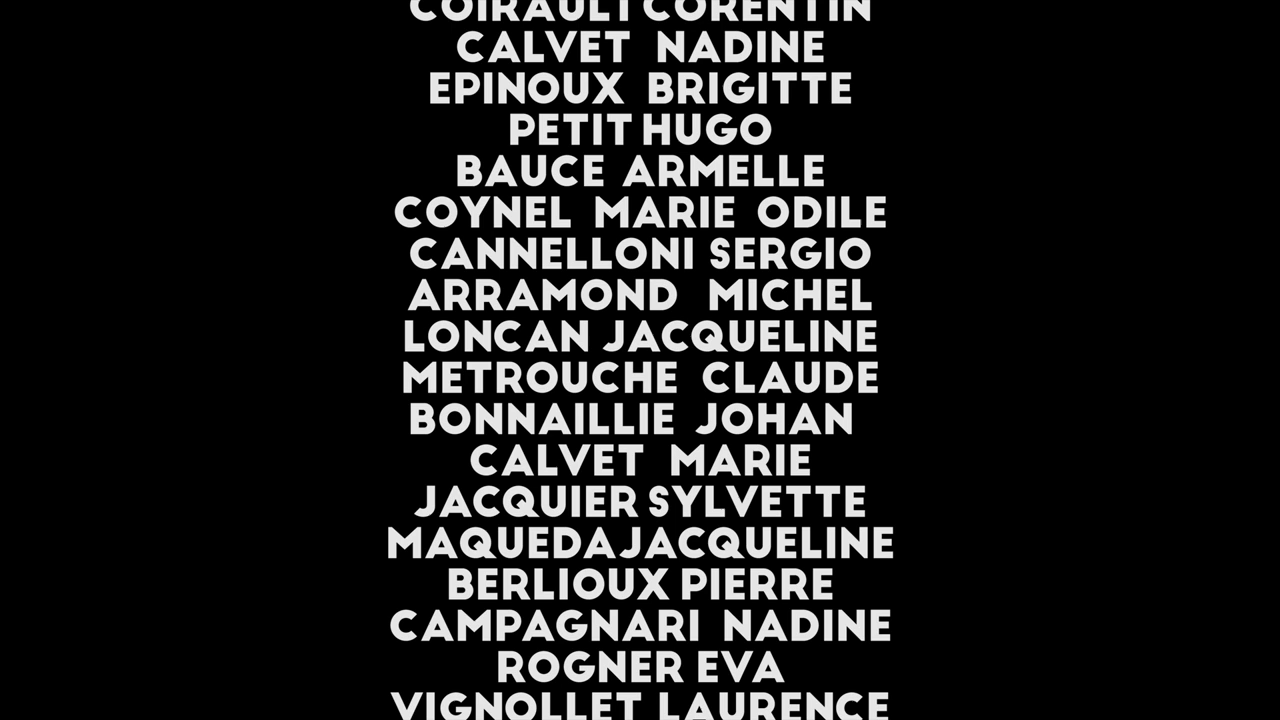 COIRAULT CORENTIN
CALVET NADINE
EPINOUX BRIGITTE
PETIT HUGO
BAUCE ARMELLE
COYNEL MARIE ODILE
CANNELLONI SERGIO
ARRAMOND MICHEL
LONCAN JACQUELINE
METROUCHE CLAUDE
BONNAILLIE JOHAN
CALVET MARIE
JACQUIER SYLVETTE
MAQUEDA JACQUELINE
BERLIOUX PIERRE
CAMPAGNARI NADINE
ROGNER EVA
VIGNOLLET LAURENCE